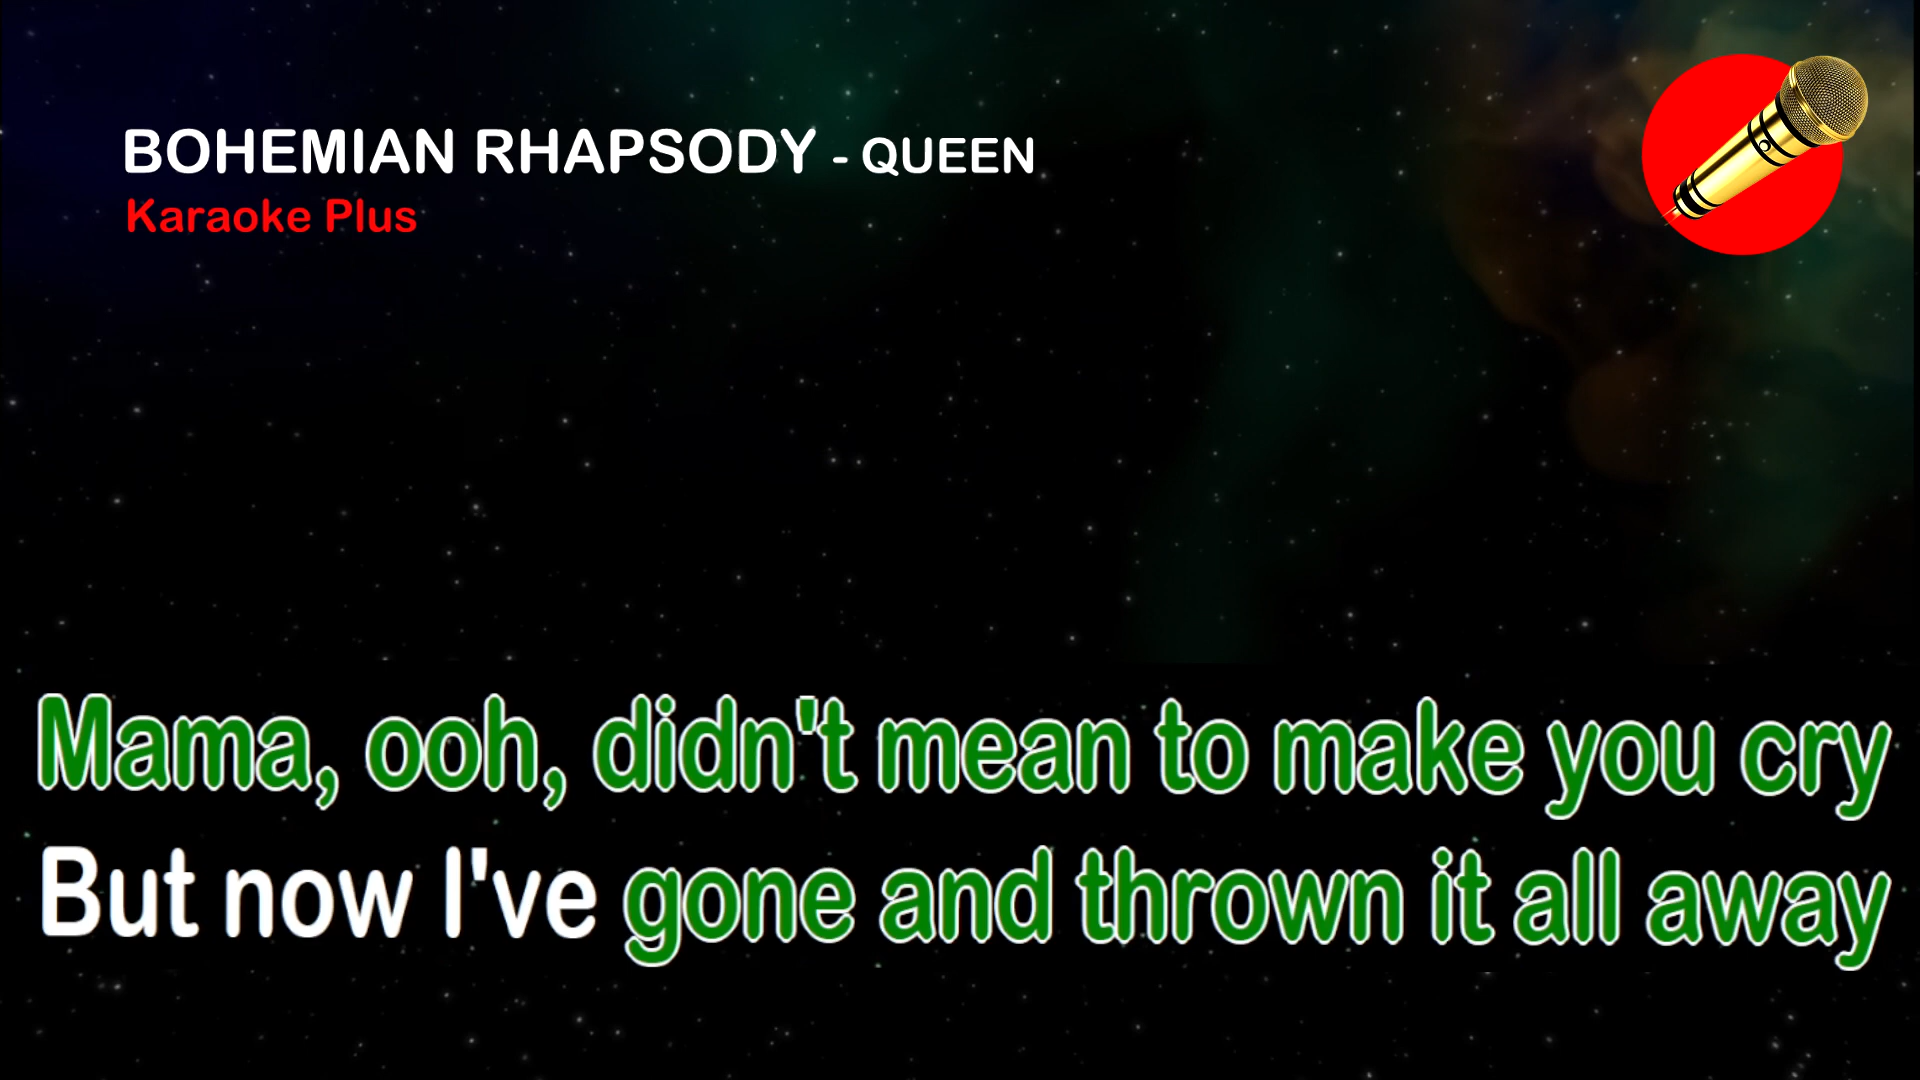 BOHEMIAN RHAPSODY - QUEEN
Karaoke Plus
Mama, ooh, didn't mean to make you cry
But now I've gone and thrown it all away